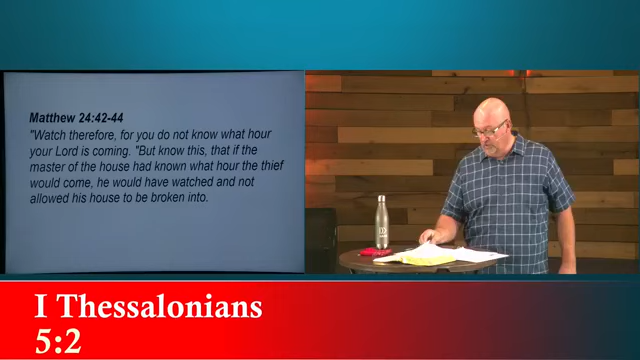 Matthew 24:42-44
"Watch therefore, for you do not know what hour
your Lord is coming. "But know this, that if the
master of the house had known what hour the thief
would come, he would have watched and not
allowed his house to be broken into.
I Thessalonians
5:2